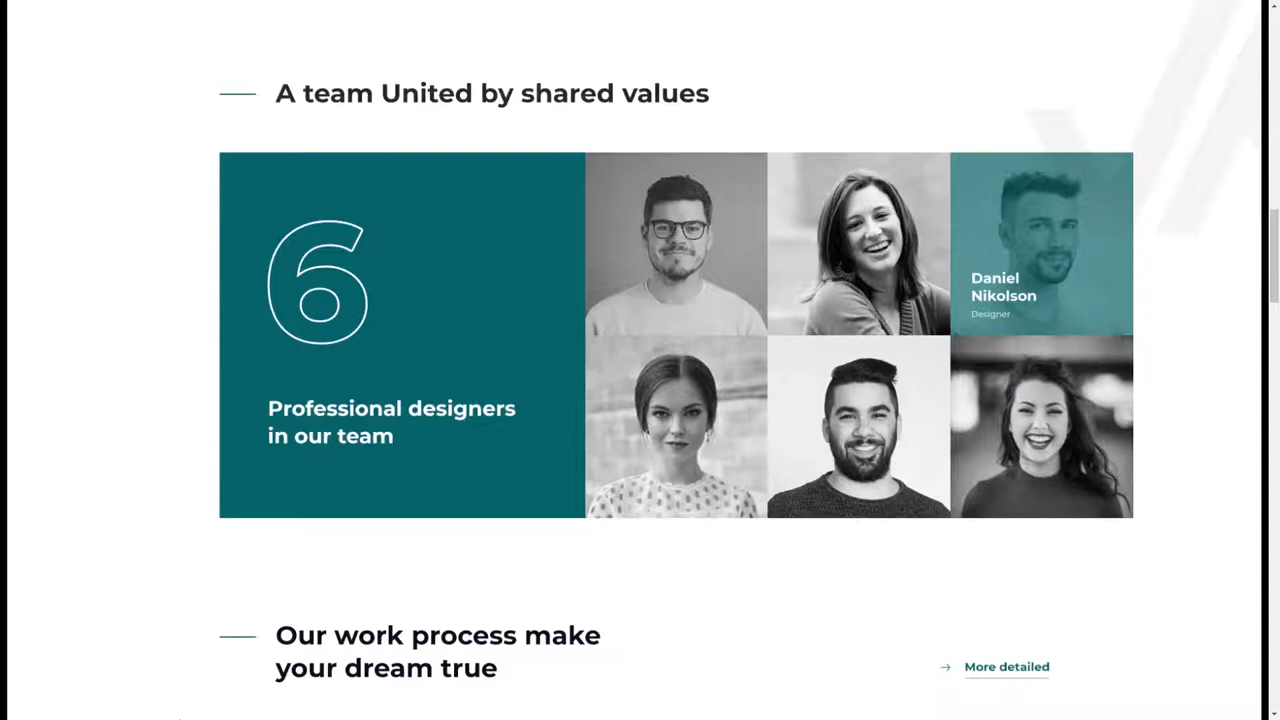 A team United by shared values
6
Professional designers
in our team
Daniel
Nikolson
Designer
Our work process make
your dream true
→ More detailed